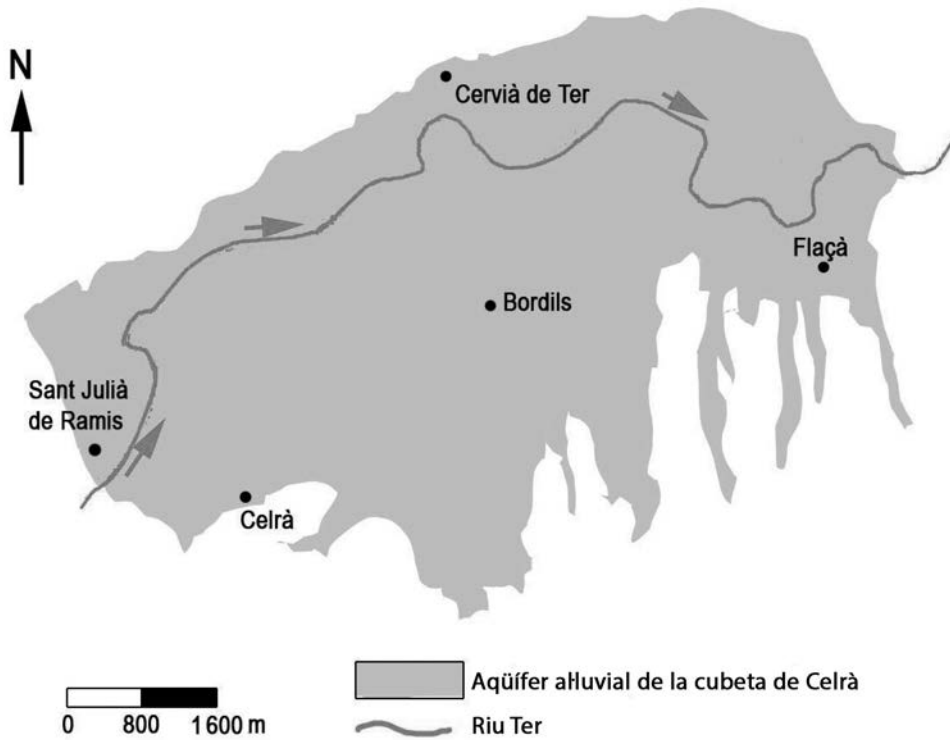 N
Cervià de Ter
Flaçà
Bordils
Sant Julià
de Ramis
Celrà
Aqüífer al·luvial de la cubeta de Celrà
Riu Ter
0 800 1600 m